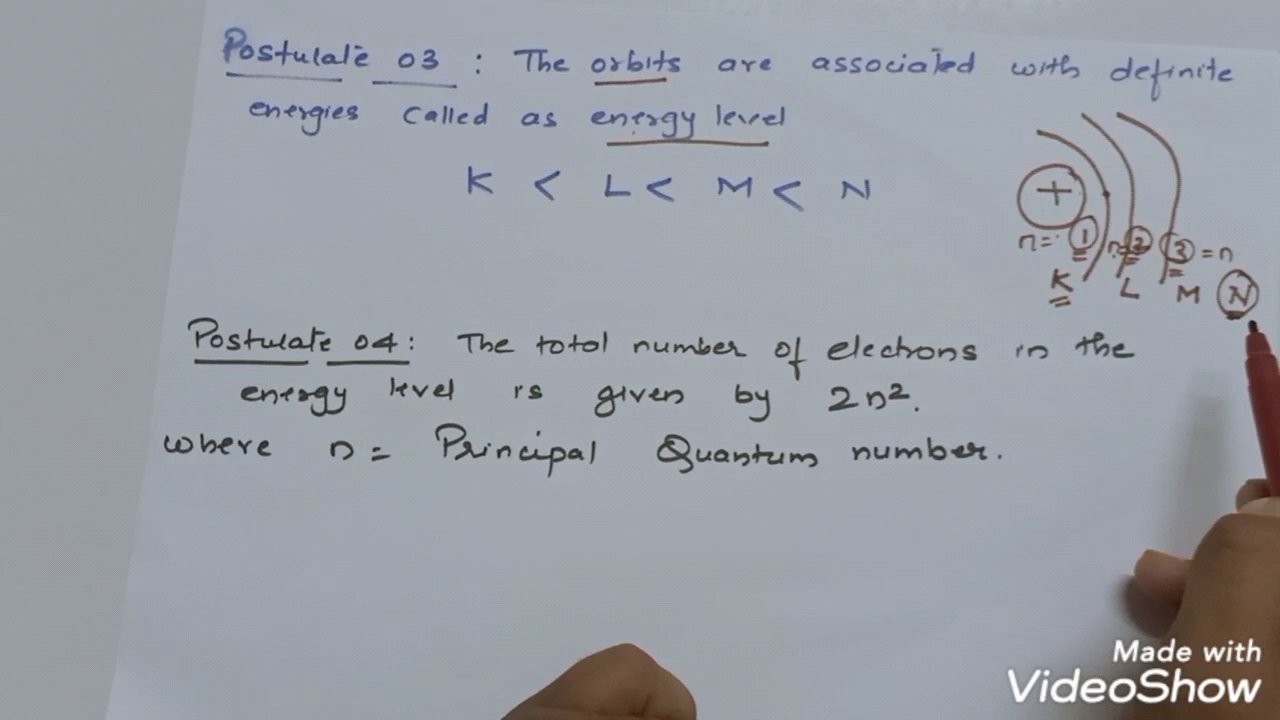 Postulate 03 : The orbits are associated with definite
energies called as energy level
K < L < M < N
+
n= 1 n=2 3 = n
K L M N
Postulate 04: The total number of electrons in the
energy level is given by 2n².
where n = Principal Quantum number.
Made with
VideoShow